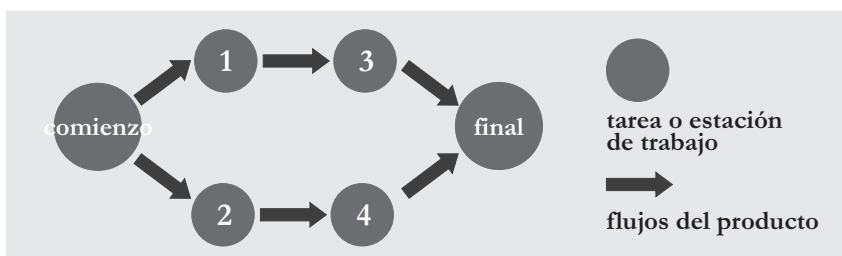 1
3
comienzo
final
2
4
tarea o estación
de trabajo
flujos del producto